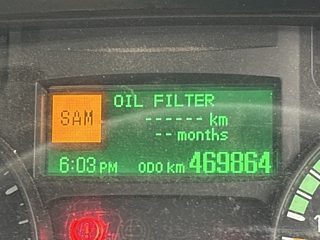 OIL FILTER
SAM
------ km
-- months
6:03 PM ODO km 469864